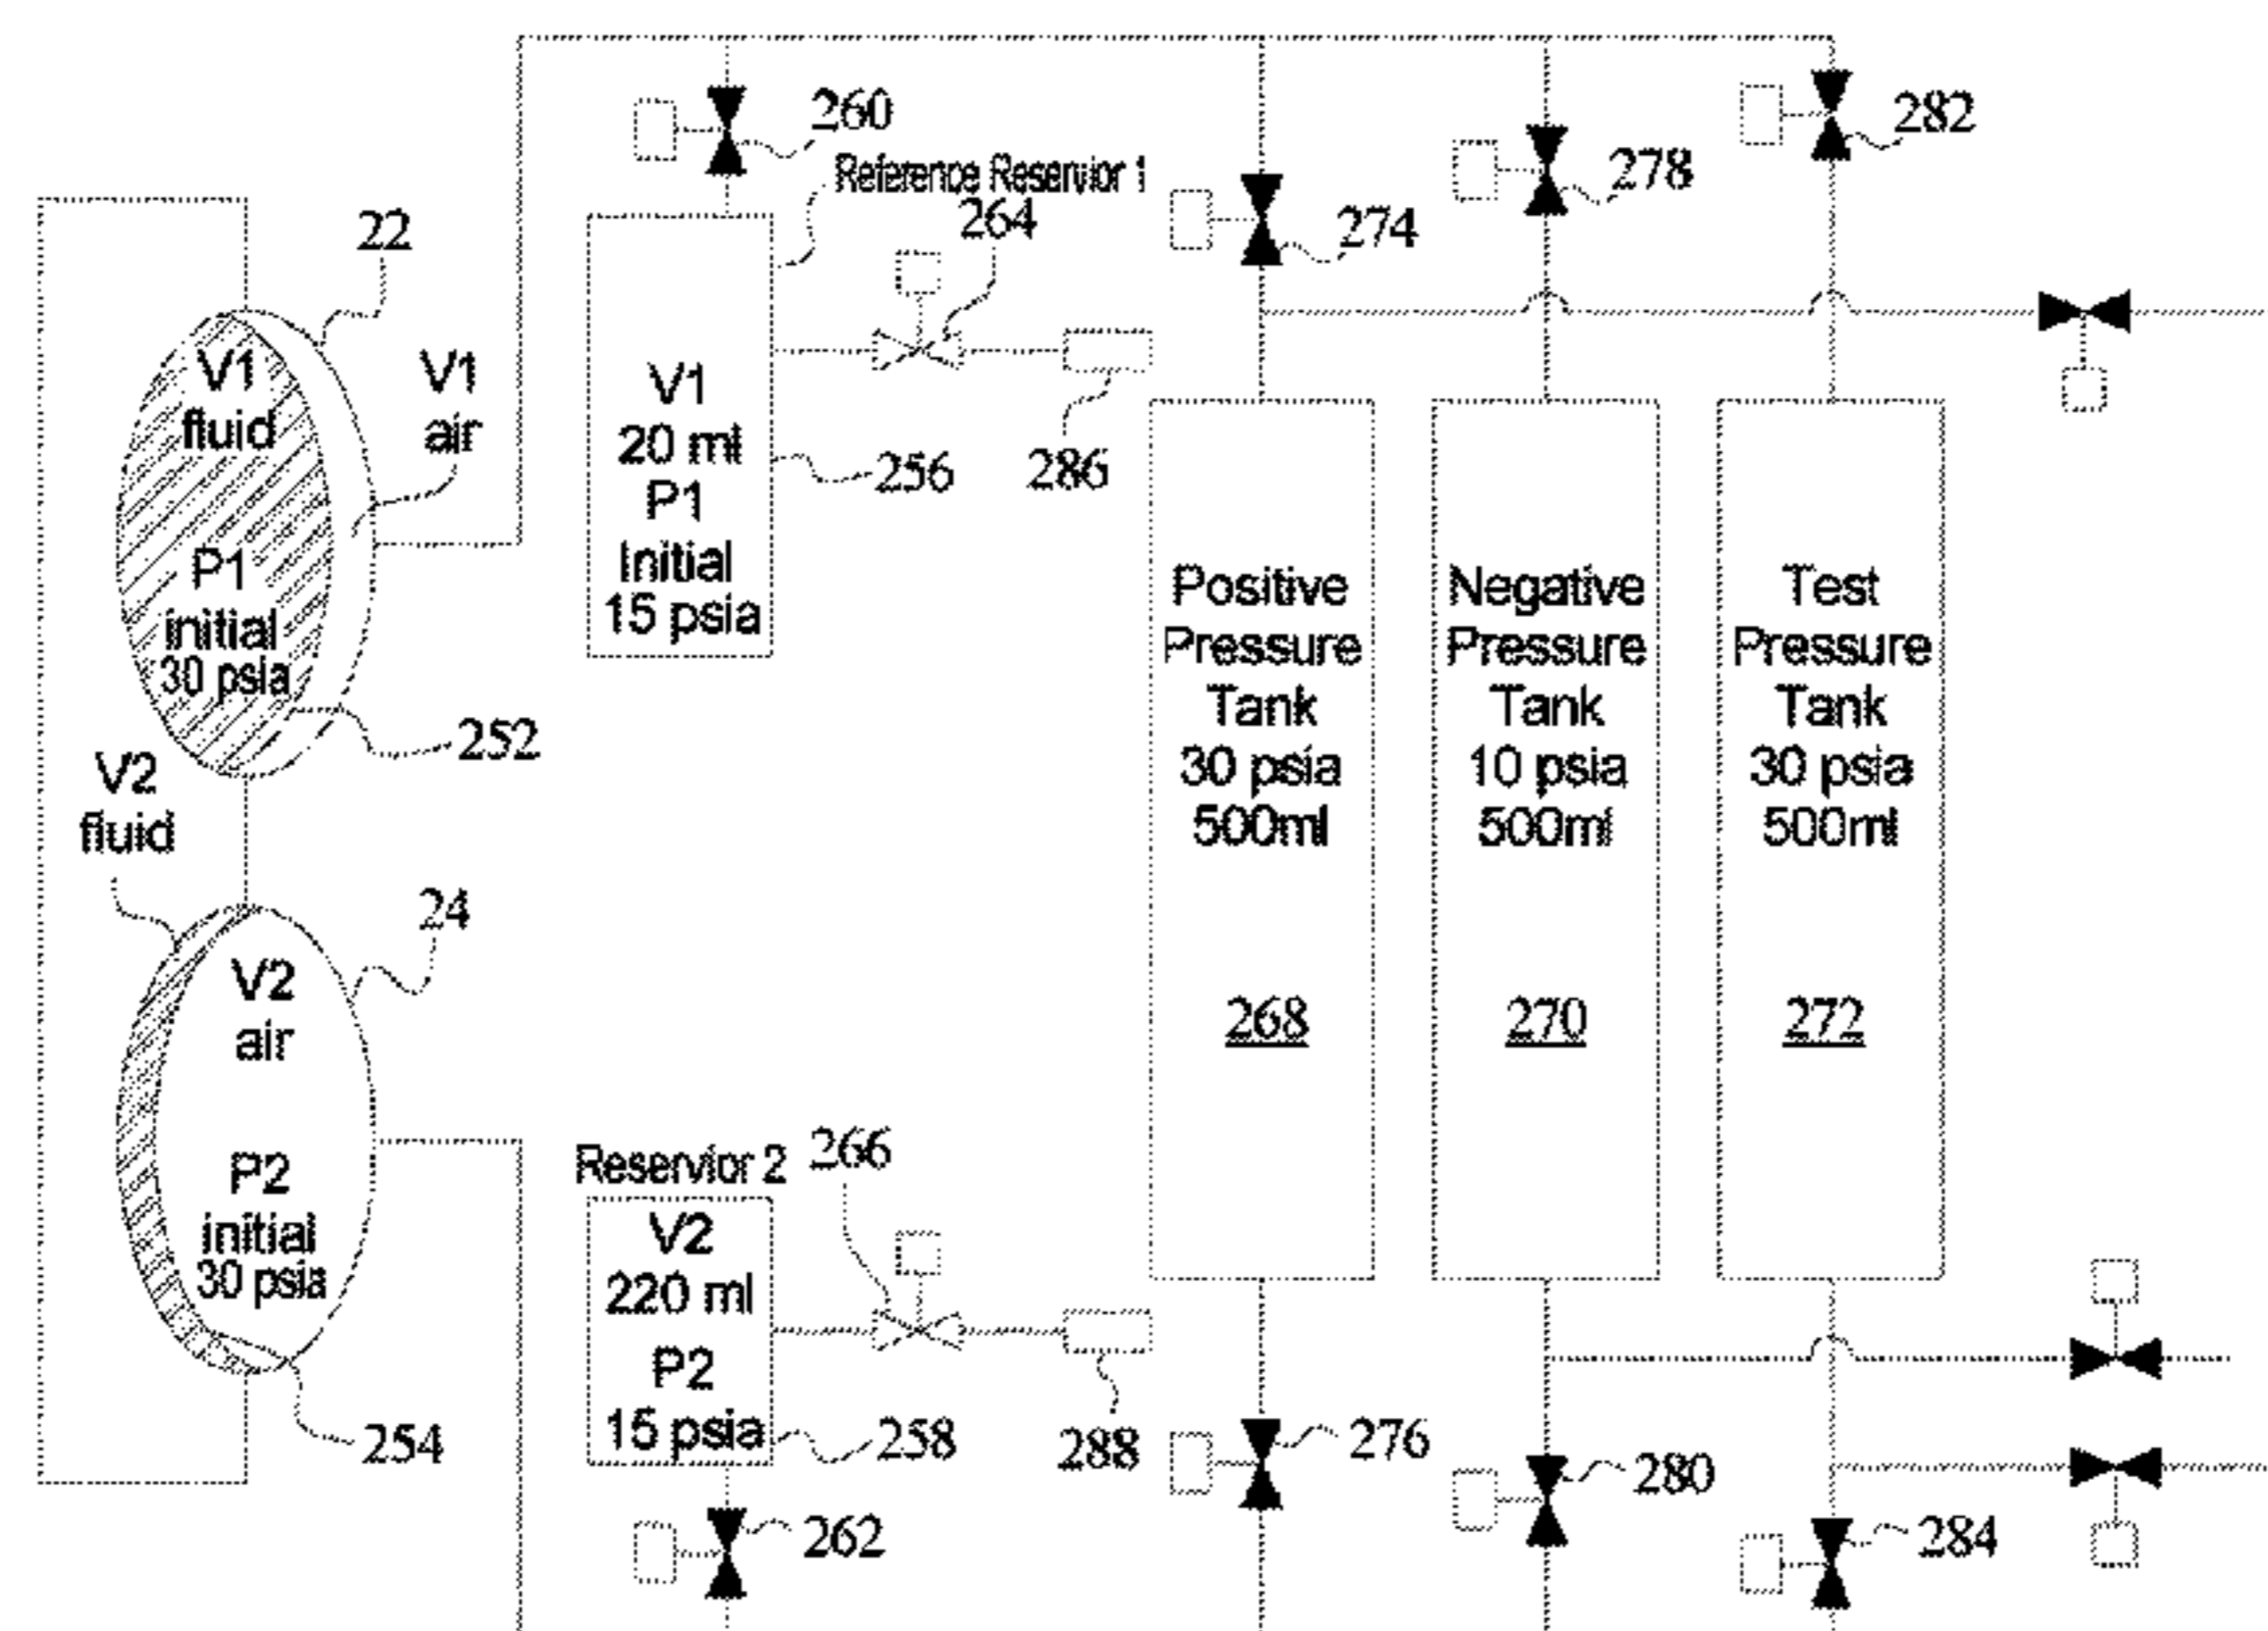 260
282
Reference Reservior 1
278
22
264
274
V1
fluid
V1
air
V1
20 ml
P1
Initial
15 psia
286
256
P1
initial
30 psia
Positive
Pressure
Tank
30 psia
500ml
Negative
Pressure
Tank
10 psia
500ml
Test
Pressure
Tank
30 psia
500ml
252
V2
fluid
24
V2
air
268
270
272
P2
initial
30 psia
Reservior 2
266
V2
220 ml
P2
15 psia
254
258
288
276
280
262
284